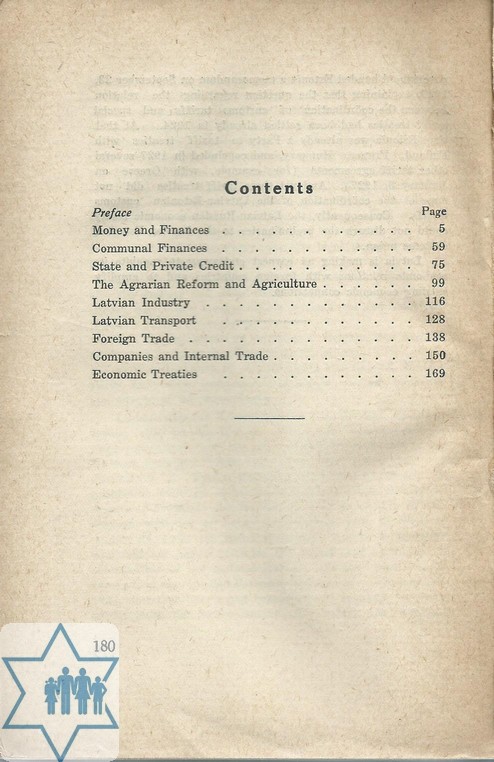 Contents
Preface Page
Money and Finances . . . . . . . . . . . 5
Communal Finances . . . . . . . . . . . 59
State and Private Credit . . . . . . . . . . 75
The Agrarian Reform and Agriculture . . . . . . 99
Latvian Industry . . . . . . . . . . . . 116
Latvian Transport . . . . . . . . . . . 128
Foreign Trade . . . . . . . . . . . . . 138
Companies and Internal Trade . . . . . . . . 150
Economic Treaties . . . . . . . . . . . 169
180